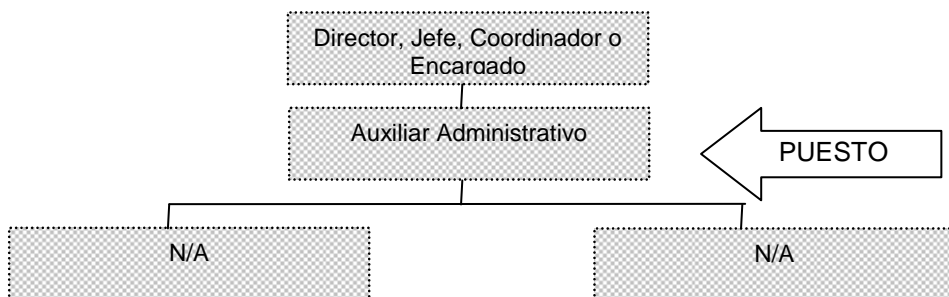 Director, Jefe, Coordinador o
Encargado
Auxiliar Administrativo
PUESTO
N/A
N/A